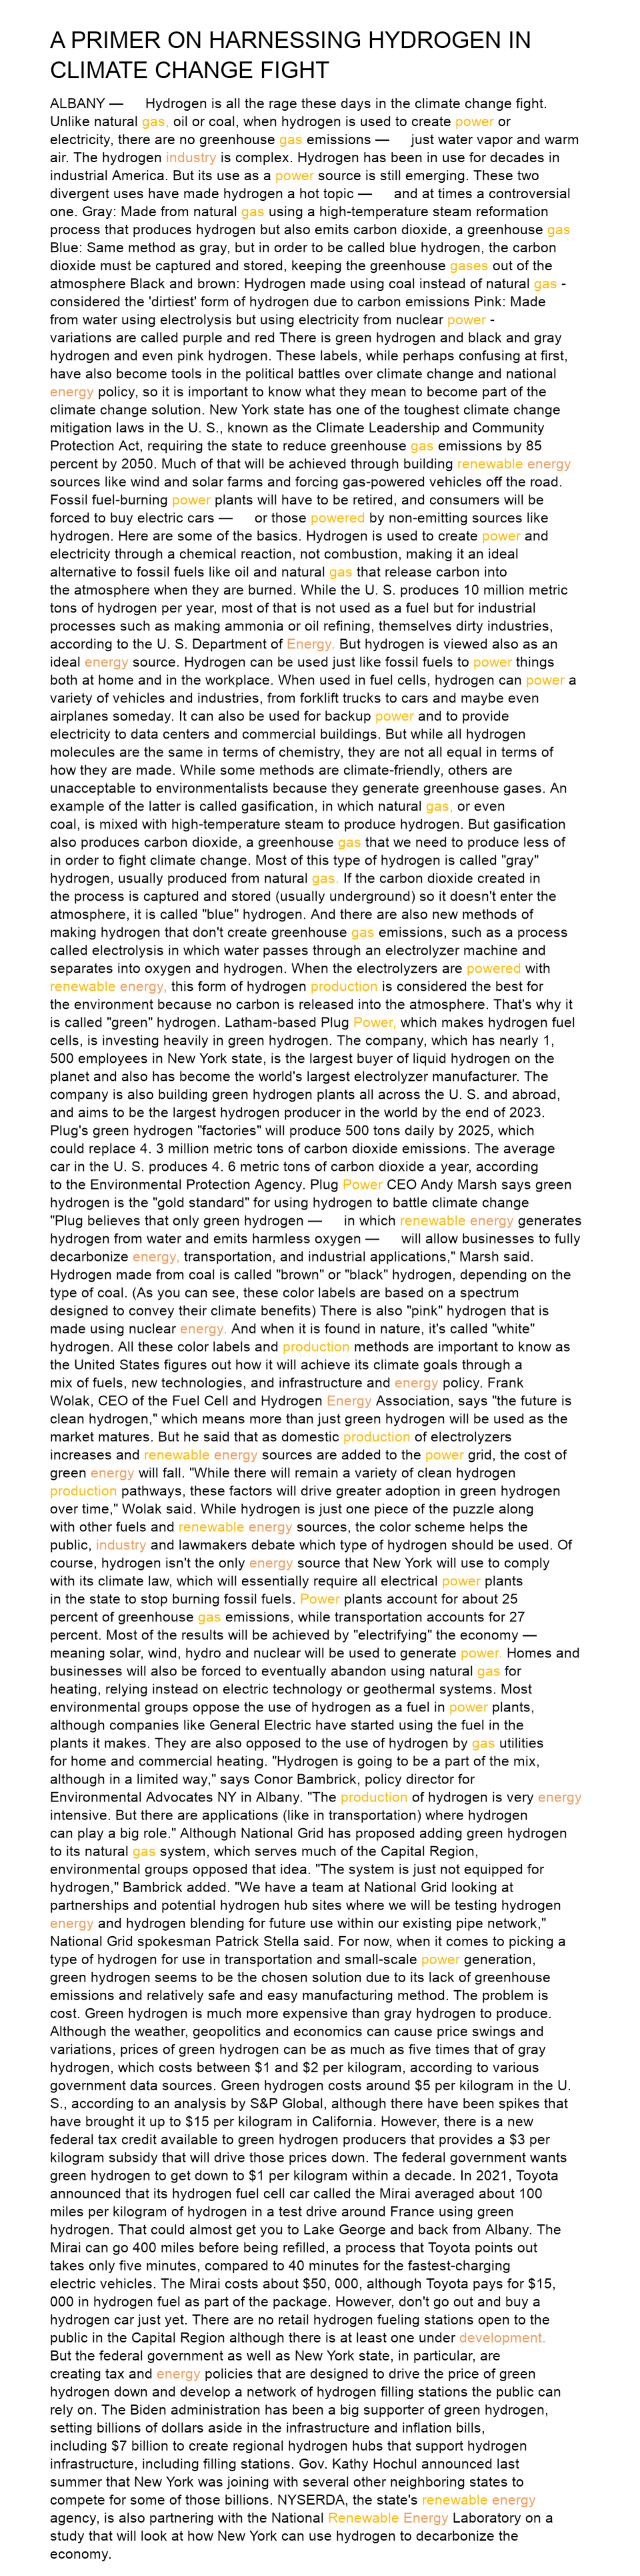 A PRIMER ON HARNESSING HYDROGEN IN
CLIMATE CHANGE FIGHT
ALBANY — Hydrogen is all the rage these days in the climate change fight.
Unlike natural gas, oil or coal, when hydrogen is used to create power or
electricity, there are no greenhouse gas emissions — just water vapor and warm
air. The hydrogen industry is complex. Hydrogen has been in use for decades in
industrial America. But its use as a power source is still emerging. These two
divergent uses have made hydrogen a hot topic — and at times a controversial
one. Gray: Made from natural gas using a high-temperature steam reformation
process that produces hydrogen but also emits carbon dioxide, a greenhouse gas
Blue: Same method as gray, but in order to be called blue hydrogen, the carbon
dioxide must be captured and stored, keeping the greenhouse gases out of the
atmosphere Black and brown: Hydrogen made using coal instead of natural gas -
considered the 'dirtiest' form of hydrogen due to carbon emissions Pink: Made
from water using electrolysis but using electricity from nuclear power -
variations are called purple and red There is green hydrogen and black and gray
hydrogen and even pink hydrogen. These labels, while perhaps confusing at first,
have also become tools in the political battles over climate change and national
energy policy, so it is important to know what they mean to become part of the
climate change solution. New York state has one of the toughest climate change
mitigation laws in the U. S., known as the Climate Leadership and Community
Protection Act, requiring the state to reduce greenhouse gas emissions by 85
percent by 2050. Much of that will be achieved through building renewable energy
sources like wind and solar farms and forcing gas-powered vehicles off the road.
Fossil fuel-burning power plants will have to be retired, and consumers will be
forced to buy electric cars — or those powered by non-emitting sources like
hydrogen. Here are some of the basics. Hydrogen is used to create power and
electricity through a chemical reaction, not combustion, making it an ideal
alternative to fossil fuels like oil and natural gas that release carbon into
the atmosphere when they are burned. While the U. S. produces 10 million metric
tons of hydrogen per year, most of that is not used as a fuel but for industrial
processes such as making ammonia or oil refining, themselves dirty industries,
according to the U. S. Department of Energy. But hydrogen is viewed also as an
ideal energy source. Hydrogen can be used just like fossil fuels to power things
both at home and in the workplace. When used in fuel cells, hydrogen can power a
variety of vehicles and industries, from forklift trucks to cars and maybe even
airplanes someday. It can also be used for backup power and to provide
electricity to data centers and commercial buildings. But while all hydrogen
molecules are the same in terms of chemistry, they are not all equal in terms of
how they are made. While some methods are climate-friendly, others are
unacceptable to environmentalists because they generate greenhouse gases. An
example of the latter is called gasification, in which natural gas, or even
coal, is mixed with high-temperature steam to produce hydrogen. But gasification
also produces carbon dioxide, a greenhouse gas that we need to produce less of
in order to fight climate change. Most of this type of hydrogen is called "gray"
hydrogen, usually produced from natural gas. If the carbon dioxide created in
the process is captured and stored (usually underground) so it doesn't enter the
atmosphere, it is called "blue" hydrogen. And there are also new methods of
making hydrogen that don't create greenhouse gas emissions, such as a process
called electrolysis in which water passes through an electrolyzer machine and
separates into oxygen and hydrogen. When the electrolyzers are powered with
renewable energy, this form of hydrogen production is considered the best for
the environment because no carbon is released into the atmosphere. That's why it
is called "green" hydrogen. Latham-based Plug Power, which makes hydrogen fuel
cells, is investing heavily in green hydrogen. The company, which has nearly 1,
500 employees in New York state, is the largest buyer of liquid hydrogen on the
planet and also has become the world's largest electrolyzer manufacturer. The
company is also building green hydrogen plants all across the U. S. and abroad,
and aims to be the largest hydrogen producer in the world by the end of 2023.
Plug's green hydrogen "factories" will produce 500 tons daily by 2025, which
could replace 4. 3 million metric tons of carbon dioxide emissions. The average
car in the U. S. produces 4. 6 metric tons of carbon dioxide a year, according
to the Environmental Protection Agency. Plug Power CEO Andy Marsh says green
hydrogen is the "gold standard" for using hydrogen to battle climate change
"Plug believes that only green hydrogen — in which renewable energy generates
hydrogen from water and emits harmless oxygen — will allow businesses to fully
decarbonize energy, transportation, and industrial applications," Marsh said.
Hydrogen made from coal is called "brown" or "black" hydrogen, depending on the
type of coal. (As you can see, these color labels are based on a spectrum
designed to convey their climate benefits) There is also "pink" hydrogen that is
made using nuclear energy. And when it is found in nature, it's called "white"
hydrogen. All these color labels and production methods are important to know as
the United States figures out how it will achieve its climate goals through a
mix of fuels, new technologies, and infrastructure and energy policy. Frank
Wolak, CEO of the Fuel Cell and Hydrogen Energy Association, says "the future is
clean hydrogen," which means more than just green hydrogen will be used as the
market matures. But he said that as domestic production of electrolyzers
increases and renewable energy sources are added to the power grid, the cost of
green energy will fall. "While there will remain a variety of clean hydrogen
production pathways, these factors will drive greater adoption in green hydrogen
over time," Wolak said. While hydrogen is just one piece of the puzzle along
with other fuels and renewable energy sources, the color scheme helps the
public, industry and lawmakers debate which type of hydrogen should be used. Of
course, hydrogen isn't the only energy source that New York will use to comply
with its climate law, which will essentially require all electrical power plants
in the state to stop burning fossil fuels. Power plants account for about 25
percent of greenhouse gas emissions, while transportation accounts for 27
percent. Most of the results will be achieved by "electrifying" the economy —
meaning solar, wind, hydro and nuclear will be used to generate power. Homes and
businesses will also be forced to eventually abandon using natural gas for
heating, relying instead on electric technology or geothermal systems. Most
environmental groups oppose the use of hydrogen as a fuel in power plants,
although companies like General Electric have started using the fuel in the
plants it makes. They are also opposed to the use of hydrogen by gas utilities
for home and commercial heating. "Hydrogen is going to be a part of the mix,
although in a limited way," says Conor Bambrick, policy director for
Environmental Advocates NY in Albany. "The production of hydrogen is very energy
intensive. But there are applications (like in transportation) where hydrogen
can play a big role." Although National Grid has proposed adding green hydrogen
to its natural gas system, which serves much of the Capital Region,
environmental groups opposed that idea. "The system is just not equipped for
hydrogen," Bambrick added. "We have a team at National Grid looking at
partnerships and potential hydrogen hub sites where we will be testing hydrogen
energy and hydrogen blending for future use within our existing pipe network,"
National Grid spokesman Patrick Stella said. For now, when it comes to picking a
type of hydrogen for use in transportation and small-scale power generation,
green hydrogen seems to be the chosen solution due to its lack of greenhouse
emissions and relatively safe and easy manufacturing method. The problem is
cost. Green hydrogen is much more expensive than gray hydrogen to produce.
Although the weather, geopolitics and economics can cause price swings and
variations, prices of green hydrogen can be as much as five times that of gray
hydrogen, which costs between $1 and $2 per kilogram, according to various
government data sources. Green hydrogen costs around $5 per kilogram in the U.
S., according to an analysis by S&P Global, although there have been spikes that
have brought it up to $15 per kilogram in California. However, there is a new
federal tax credit available to green hydrogen producers that provides a $3 per
kilogram subsidy that will drive those prices down. The federal government wants
green hydrogen to get down to $1 per kilogram within a decade. In 2021, Toyota
announced that its hydrogen fuel cell car called the Mirai averaged about 100
miles per kilogram of hydrogen in a test drive around France using green
hydrogen. That could almost get you to Lake George and back from Albany. The
Mirai can go 400 miles before being refilled, a process that Toyota points out
takes only five minutes, compared to 40 minutes for the fastest-charging
electric vehicles. The Mirai costs about $50, 000, although Toyota pays for $15,
000 in hydrogen fuel as part of the package. However, don't go out and buy a
hydrogen car just yet. There are no retail hydrogen fueling stations open to the
public in the Capital Region although there is at least one under development.
But the federal government as well as New York state, in particular, are
creating tax and energy policies that are designed to drive the price of green
hydrogen down and develop a network of hydrogen filling stations the public can
rely on. The Biden administration has been a big supporter of green hydrogen,
setting billions of dollars aside in the infrastructure and inflation bills,
including $7 billion to create regional hydrogen hubs that support hydrogen
infrastructure, including filling stations. Gov. Kathy Hochul announced last
summer that New York was joining with several other neighboring states to
compete for some of those billions. NYSERDA, the state's renewable energy
agency, is also partnering with the National Renewable Energy Laboratory on a
study that will look at how New York can use hydrogen to decarbonize the
economy.